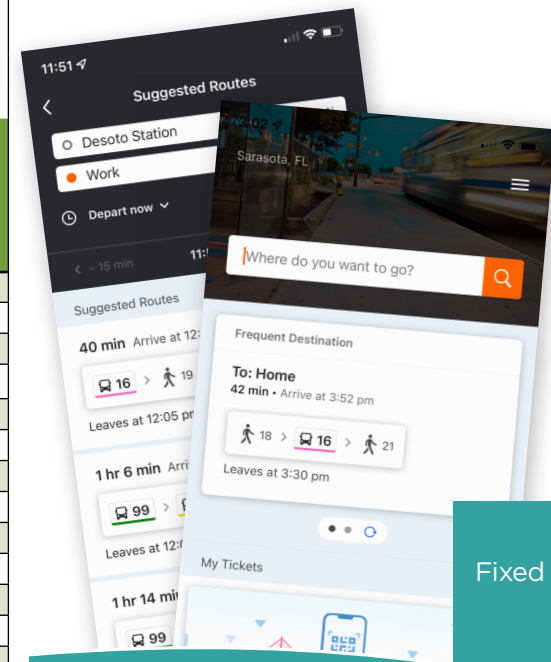 11:51
Suggested Routes
Desoto Station
Work
Depart now
- 15 min
Suggested Routes
40 min Arrive at 12:
16 > 19
Leaves at 12:05 pm
1 hr 6 min
99 >
Leaves at 12:
1 hr 14 min
99
3:02
Sarasota, FL
Where do you want to go?
Frequent Destination
To: Home
42 min • Arrive at 3:52 pm
18 > 16 > 21
Leaves at 3:30 pm
My Tickets
Fixed